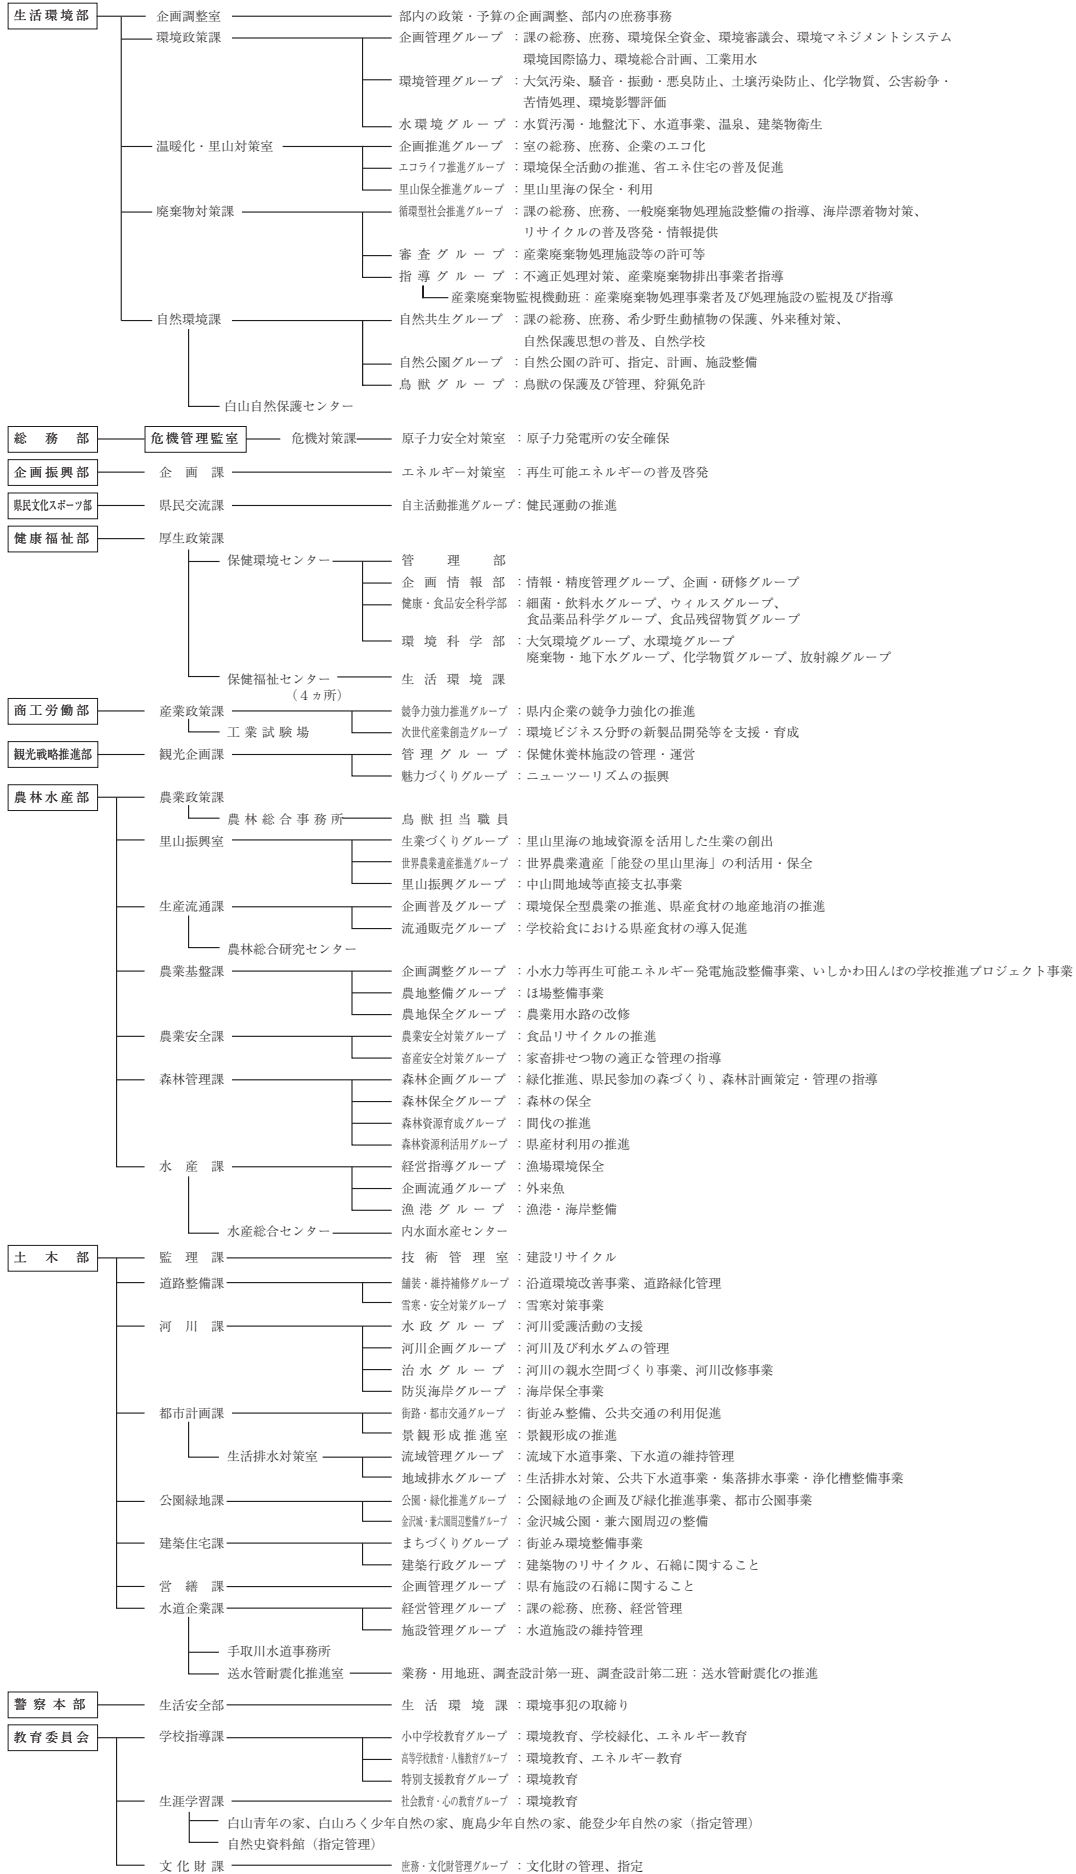 生活環境部 企画調整室 部内の政策・予算の企画調整、部内の庶務事務
環境政策課 企画管理グループ：課の総務、庶務、環境保全資金、環境審議会、環境マネジメントシステム
環境国際協力、環境総合計画、工業用水
環境管理グループ：大気汚染、騒音・振動・悪臭防止、土壌汚染防止、化学物質、公害紛争・
苦情処理、環境影響評価
水環境グループ：水質汚濁・地盤沈下、水道事業、温泉、建築物衛生
温暖化・里山対策室 企画推進グループ：室の総務、庶務、企業のエコ化
エコライフ推進グループ：環境保全活動の推進、省エネ住宅の普及促進
里山保全推進グループ：里山里海の保全・利用
廃棄物対策課 循環型社会推進グループ：課の総務、庶務、一般廃棄物処理施設整備の指導、海岸漂着物対策、
リサイクルの普及啓発・情報提供
審査グループ：産業廃棄物処理施設等の許可等
指導グループ：不適正処理対策、産業廃棄物排出事業者指導
産業廃棄物監視機動班：産業廃棄物処理事業者及び処理施設の監視及び指導
自然環境課 自然共生グループ：課の総務、庶務、希少野生動植物の保護、外来種対策、
自然保護思想の普及、自然学校
自然公園グループ：自然公園の許可、指定、計画、施設整備
鳥獣グループ：鳥獣の保護及び管理、狩猟免許
白山自然保護センター
総務部 危機管理監室 危機対策課 原子力安全対策室：原子力発電所の安全確保
企画振興部 企画課 エネルギー対策室：再生可能エネルギーの普及啓発
県民文化スポーツ部 県民交流課 自主活動推進グループ：健民運動の推進
健康福祉部 厚生政策課
保健環境センター 管理部
企画情報部：情報・精度管理グループ、企画・研修グループ
健康・食品安全科学部：細菌・飲料水グループ、ウィルスグループ、
食品薬品科学グループ、食品残留物質グループ
環境科学部：大気環境グループ、水環境グループ
廃棄物・地下水グループ、化学物質グループ、放射線グループ
保健福祉センター 生活環境課
（４ヵ所）
商工労働部 産業政策課 競争力強力推進グループ：県内企業の競争力強化の推進
工業試験場 次世代産業創造グループ：環境ビジネス分野の新製品開発等を支援・育成
観光戦略推進部 観光企画課 管理グループ：保健休養林施設の管理・運営
魅力づくりグループ：ニューツーリズムの振興
農林水産部 農業政策課
農林総合事務所 鳥獣担当職員
里山振興室 生業づくりグループ：里山里海の地域資源を活用した生業の創出
世界農業遺産推進グループ：世界農業遺産「能登の里山里海」の利活用・保全
里山振興グループ：中山間地域等直接支払事業
生産流通課 企画普及グループ：環境保全型農業の推進、県産食材の地産地消の推進
流通販売グループ：学校給食における県産食材の導入促進
農林総合研究センター
農業基盤課 企画調整グループ：小水力等再生可能エネルギー発電施設整備事業、いしかわ田んぼの学校推進プロジェクト事業
農地整備グループ：ほ場整備事業
農地保全グループ：農業用水路の改修
農業安全課 農業安全対策グループ：食品リサイクルの推進
畜産安全対策グループ：家畜排せつ物の適正な管理の指導
森林管理課 森林企画グループ：緑化推進、県民参加の森づくり、森林計画策定・管理の指導
森林保全グループ：森林の保全
森林資源育成グループ：間伐の推進
森林資源利活用グループ：県産材利用の推進
水産課 経営指導グループ：漁場環境保全
企画流通グループ：外来魚
漁港グループ：漁港・海岸整備
水産総合センター 内水面水産センター
土木部 監理課 技術管理室：建設リサイクル
道路整備課 舗装・維持補修グループ：沿道環境改善事業、道路緑化管理
雪寒・安全対策グループ：雪寒対策事業
河川課 水政グループ：河川愛護活動の支援
河川企画グループ：河川及び利水ダムの管理
治水グループ：河川の親水空間づくり事業、河川改修事業
防災海岸グループ：海岸保全事業
都市計画課 街路・都市交通グループ：街並み整備、公共交通の利用促進
景観形成推進室：景観形成の推進
生活排水対策室 流域管理グループ：流域下水道事業、下水道の維持管理
地域排水グループ：生活排水対策、公共下水道事業・集落排水事業・浄化槽整備事業
公園緑地課 公園・緑化推進グループ：公園緑地の企画及び緑化推進事業、都市公園事業
金沢城・兼六園周辺整備グループ：金沢城公園・兼六園周辺の整備
建築住宅課 まちづくりグループ：街並み環境整備事業
建築行政グループ：建築物のリサイクル、石綿に関すること
営繕課 企画管理グループ：県有施設の石綿に関すること
水道企業課 経営管理グループ：課の総務、庶務、経営管理
施設管理グループ：水道施設の維持管理
手取川水道事務所
送水管耐震化推進室 業務・用地班、調査設計第一班、調査設計第二班：送水管耐震化の推進
警察本部 生活安全部 生活環境課：環境事犯の取締り
教育委員会 学校指導課 小中学校教育グループ：環境教育、学校緑化、エネルギー教育
高等学校教育・人権教育グループ：環境教育、エネルギー教育
特別支援教育グループ：環境教育
生涯学習課 社会教育・心の教育グループ：環境教育
白山青年の家、白山ろく少年自然の家、鹿島少年自然の家、能登少年自然の家（指定管理）
自然史資料館（指定管理）
文化財課 庶務・文化財管理グループ：文化財の管理、指定